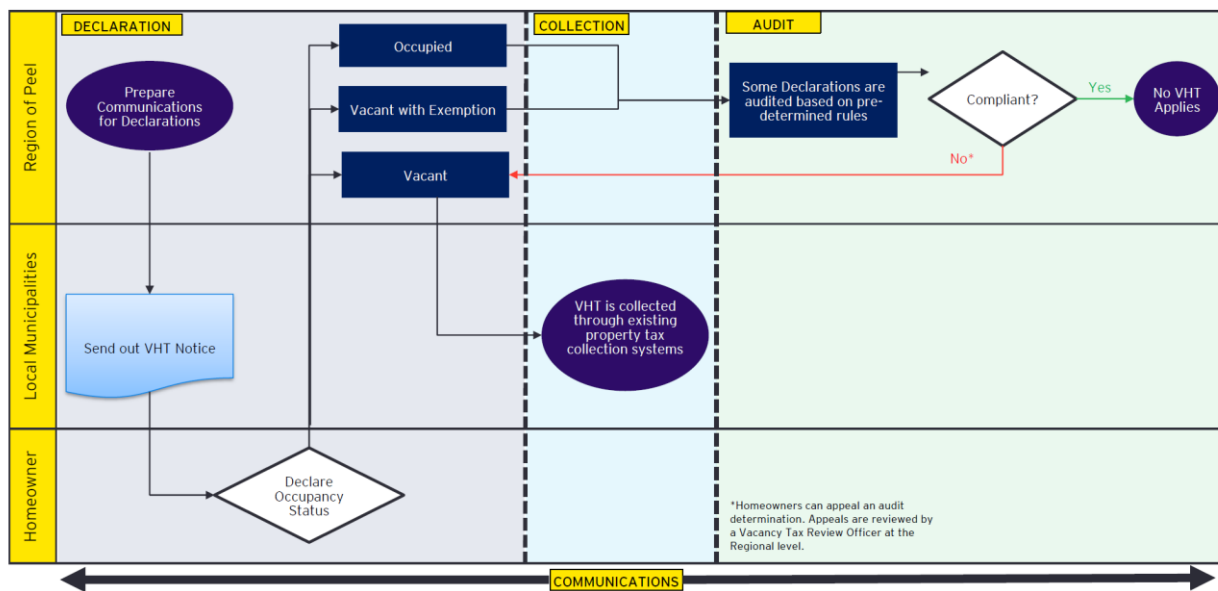 DECLARATION
COLLECTION
AUDIT
Region of Peel
Prepare
Communications
for Declarations
Occupied
Vacant with Exemption
Vacant
Some Declarations are
audited based on pre-
determined rules
Compliant?
Yes
No VHT
Applies
No*
Local Municipalities
Send out VHT Notice
VHT is collected
through existing
property tax
collection systems
Homeowner
Declare
Occupancy
Status
*Homeowners can appeal an audit
determination. Appeals are reviewed by
a Vacancy Tax Review Officer at the
Regional level.
COMMUNICATIONS